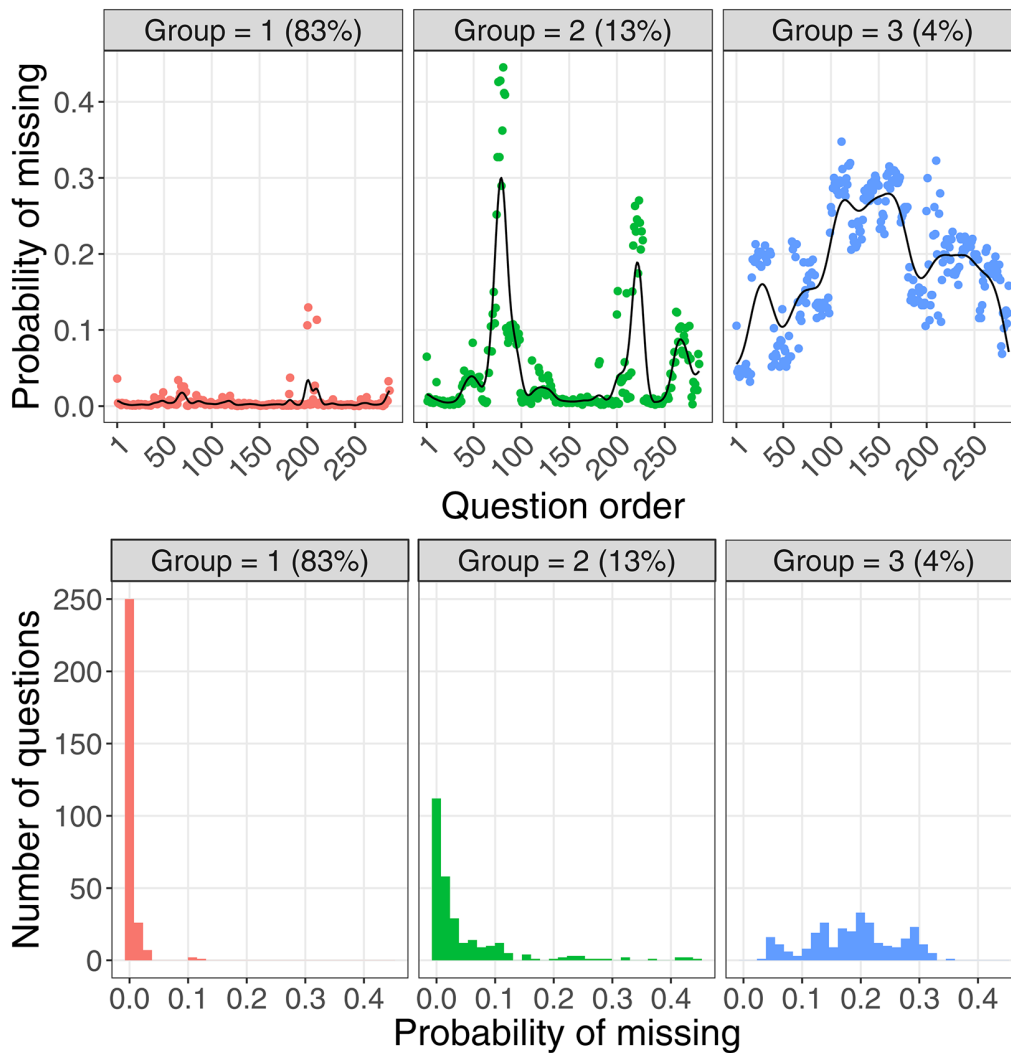 Group = 1 (83%) Group = 2 (13%) Group = 3 (4%)
Probability of missing
0.4
0.3
0.2
0.1
0.0
1 50 100 150 200 250 1 50 100 150 200 250 1 50 100 150 200 250
Question order
Group = 1 (83%) Group = 2 (13%) Group = 3 (4%)
Number of questions
250
200
150
100
50
0
0.0 0.1 0.2 0.3 0.4 0.0 0.1 0.2 0.3 0.4 0.0 0.1 0.2 0.3 0.4
Probability of missing